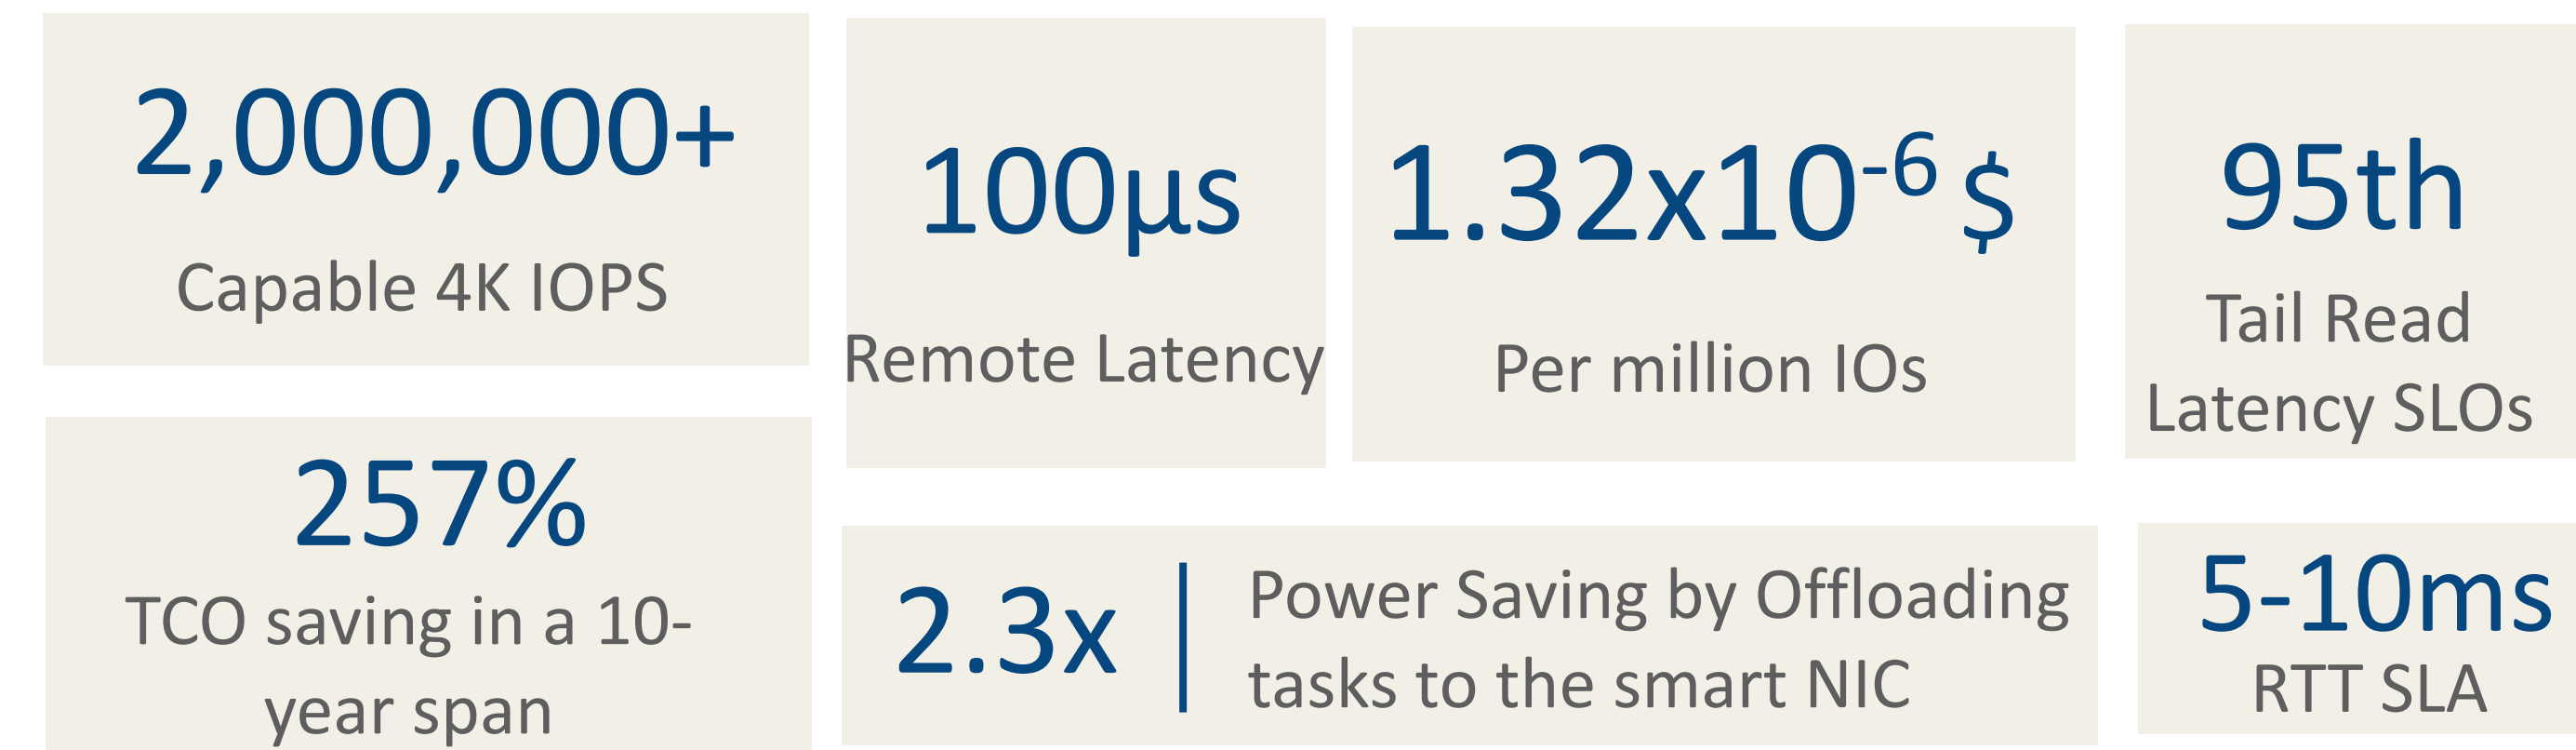 2,000,000+
Capable 4K IOPS
100µs
Remote Latency
1.32x10⁻⁶ $
Per million IOs
95th
Tail Read
Latency SLOs
257%
TCO saving in a 10-
year span
2.3x
Power Saving by Offloading
tasks to the smart NIC
5-10ms
RTT SLA